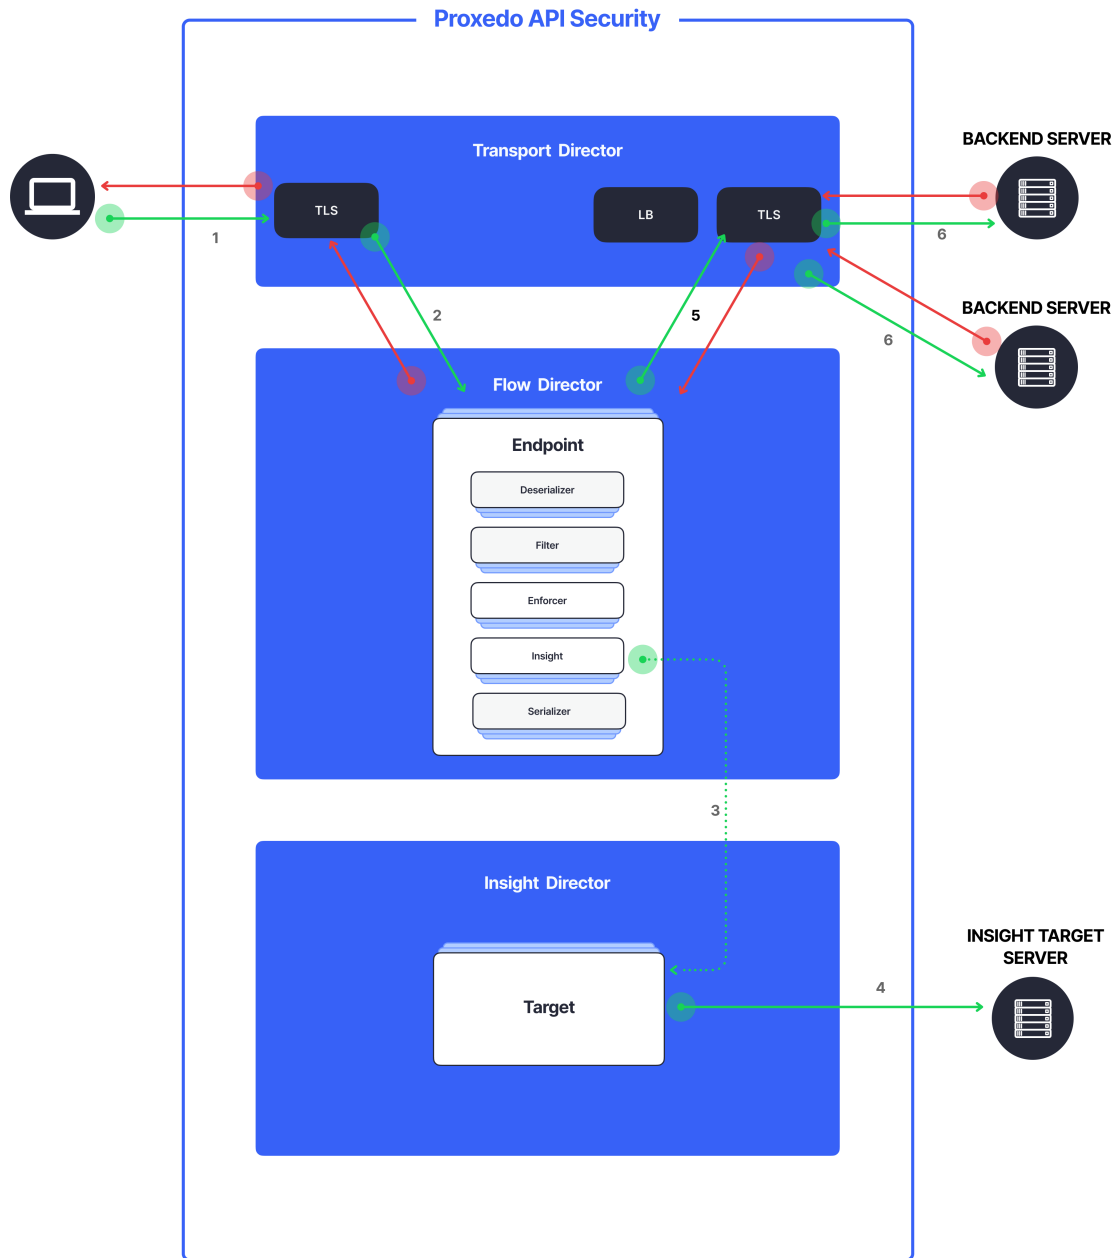 Proxedo API Security
Transport Director
BACKEND SERVER
TLS
LB
TLS
1
6
2
5
BACKEND SERVER
6
Flow Director
Endpoint
Deserializer
Filter
Enforcer
Insight
Serializer
3
Insight Director
Target
INSIGHT TARGET
SERVER
4